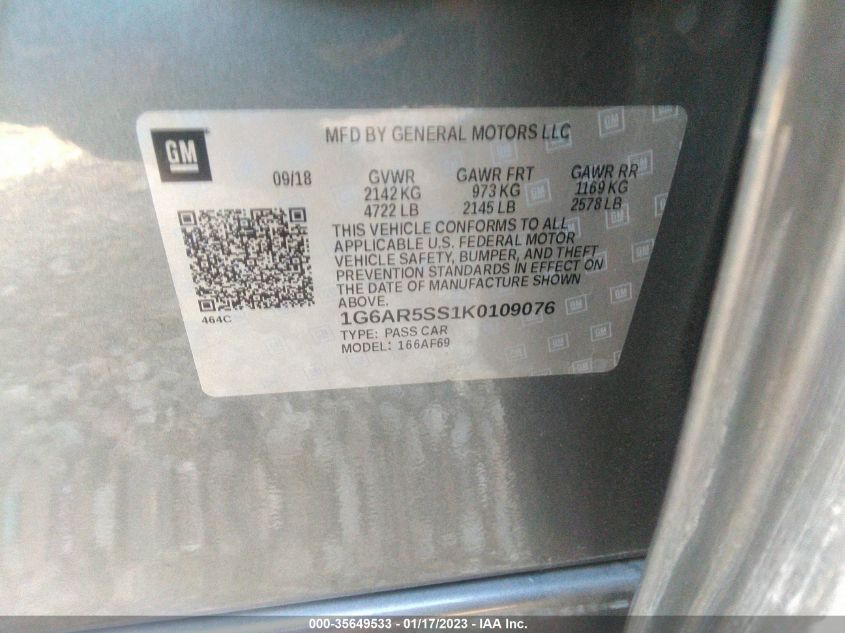 GM
MFD BY GENERAL MOTORS LLC
09/18 GVWR GAWR FRT GAWR RR
2142 KG 973 KG 1169 KG
4722 LB 2145 LB 2578 LB
THIS VEHICLE CONFORMS TO ALL
APPLICABLE U.S. FEDERAL MOTOR
VEHICLE SAFETY, BUMPER, AND THEFT
PREVENTION STANDARDS IN EFFECT ON
THE DATE OF MANUFACTURE SHOWN
ABOVE.
464C
1G6AR5SS1K0109076
TYPE: PASS CAR
MODEL: 166AF69
000-35649533 - 01/17/2023 - IAA Inc.